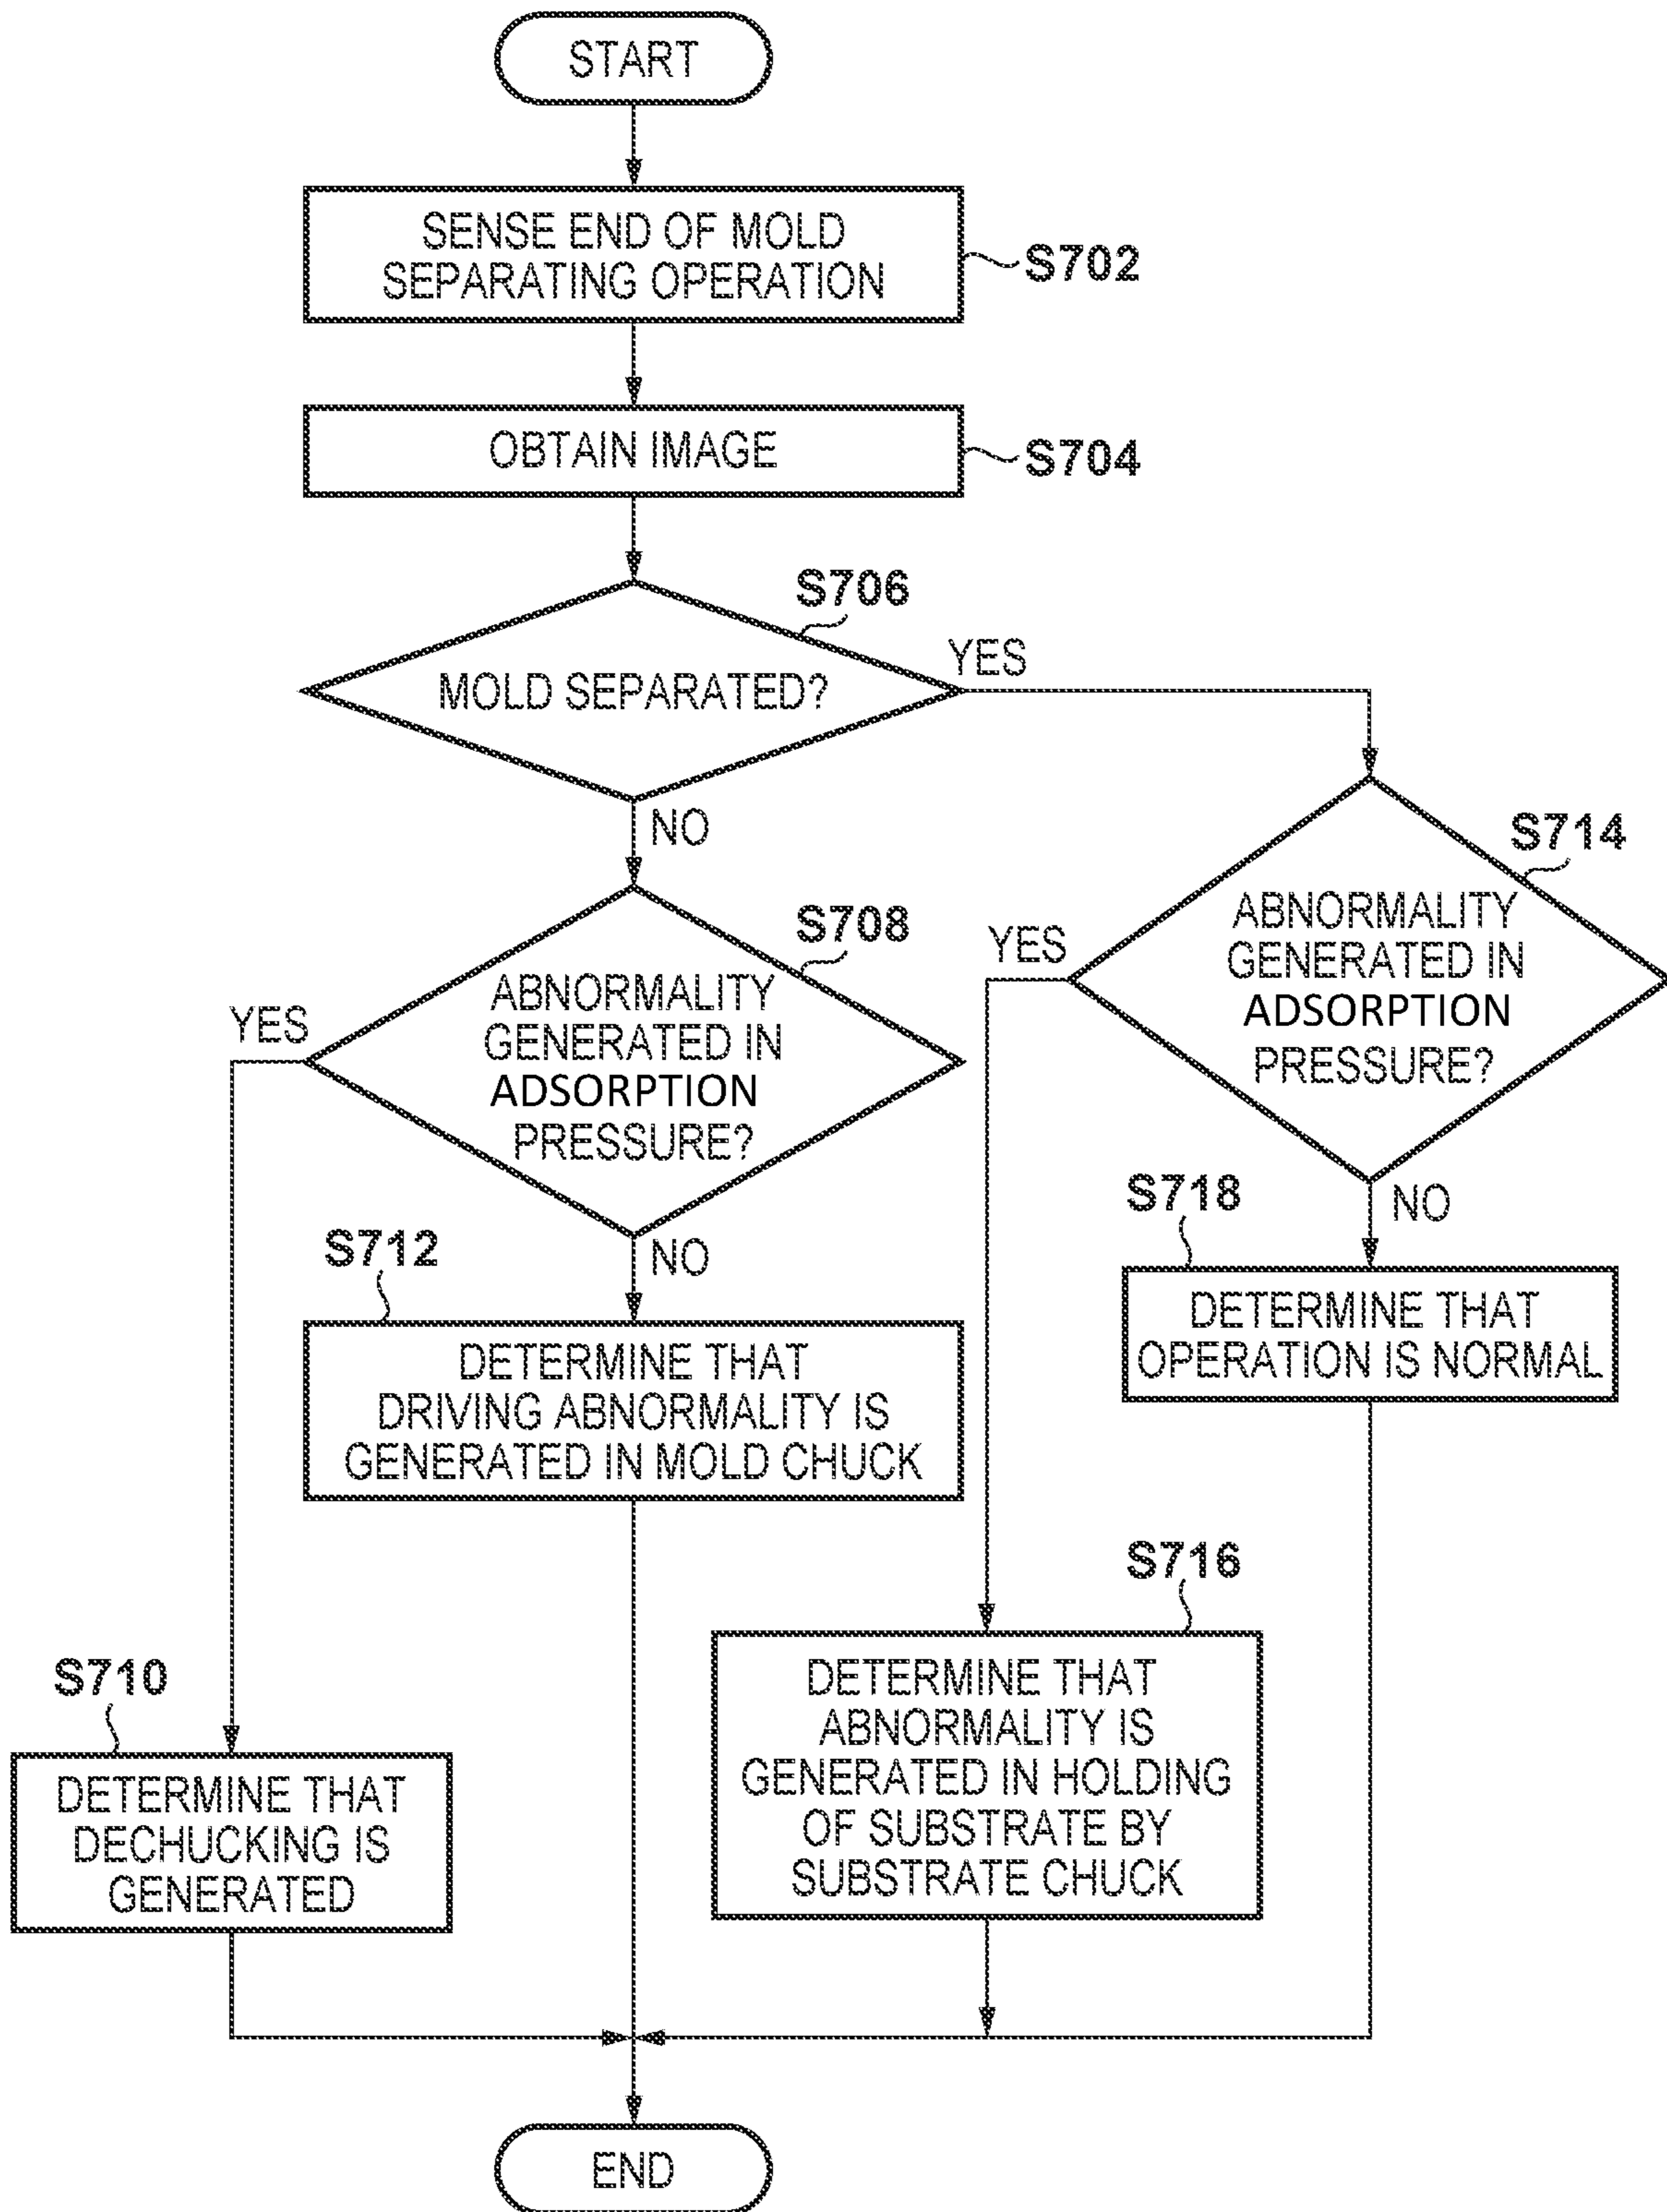 START
SENSE END OF MOLD
SEPARATING OPERATION
S702
OBTAIN IMAGE
S704
S706
MOLD SEPARATED?
YES
NO
S708
ABNORMALITY
GENERATED IN
ADSORPTION
PRESSURE?
YES
NO
S714
ABNORMALITY
GENERATED IN
ADSORPTION
PRESSURE?
YES
NO
S712
DETERMINE THAT
DRIVING ABNORMALITY IS
GENERATED IN MOLD CHUCK
S718
DETERMINE THAT
OPERATION IS NORMAL
S710
DETERMINE THAT
DECHUCKING IS
GENERATED
S716
DETERMINE THAT
ABNORMALITY IS
GENERATED IN HOLDING
OF SUBSTRATE BY
SUBSTRATE CHUCK
END